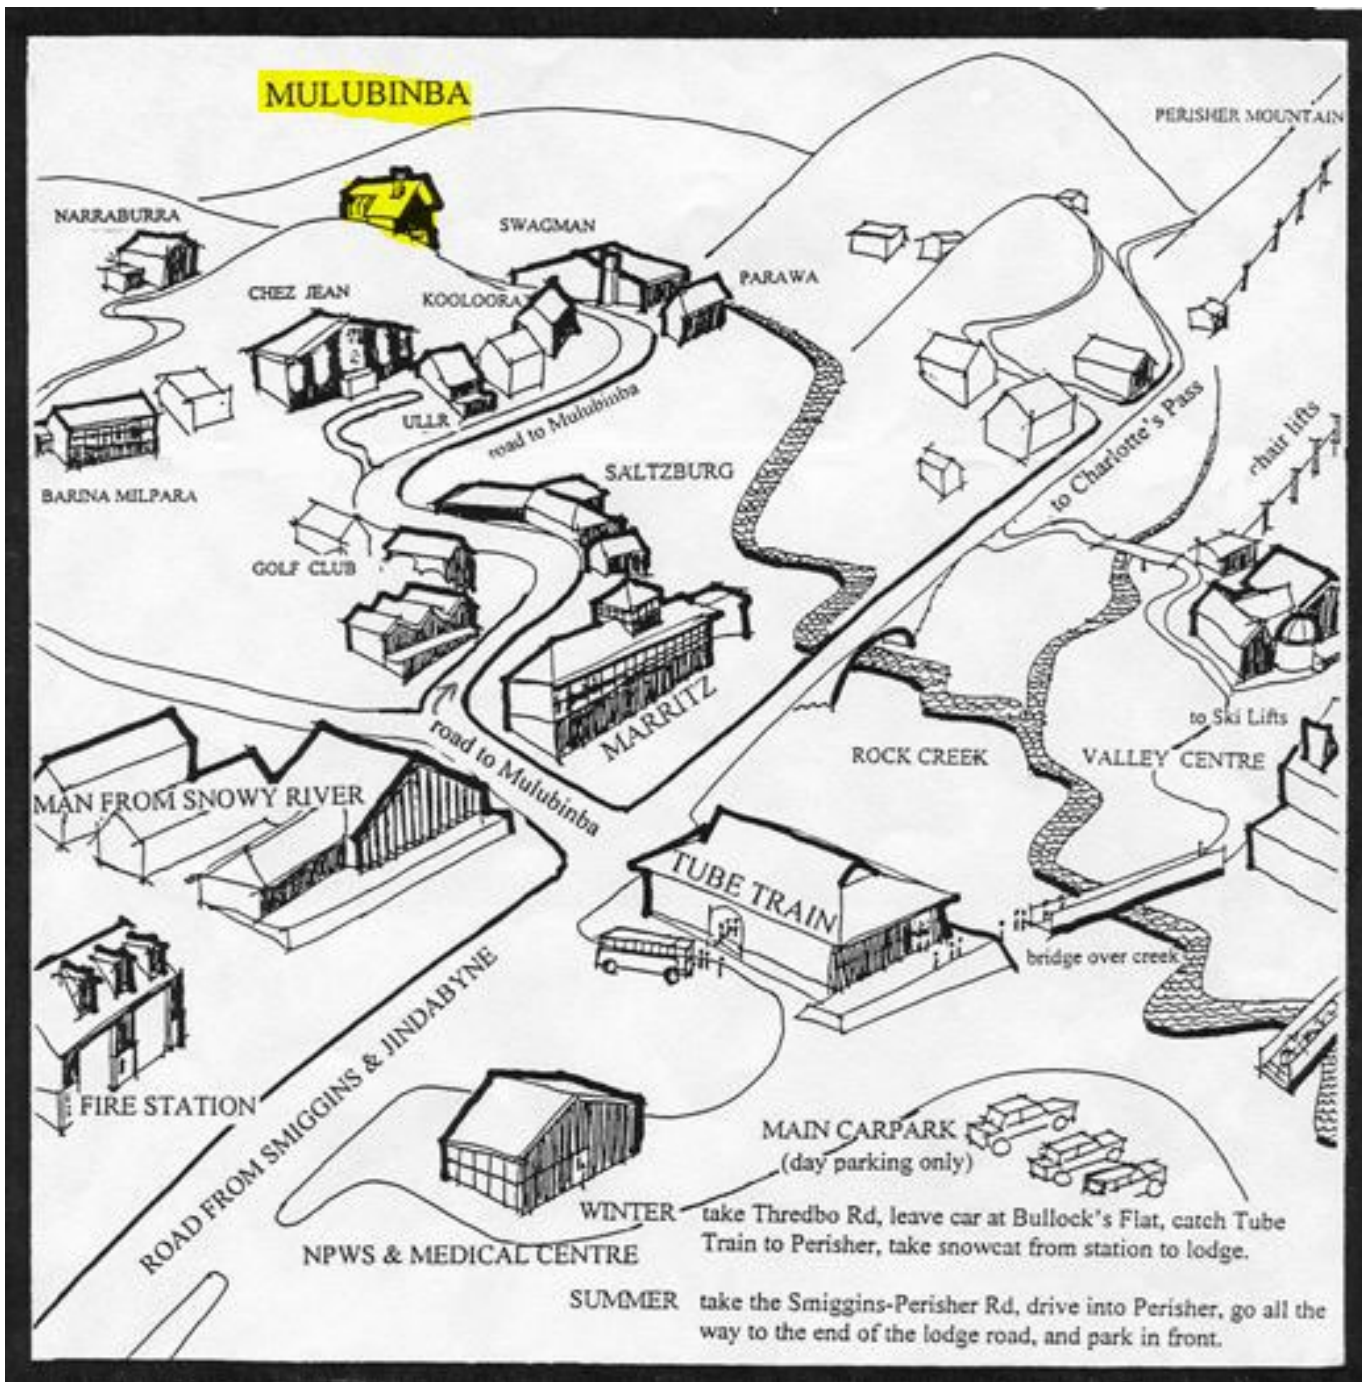 MULUBINBA
PERISHER MOUNTAIN
NARRABURRA
SWAGMAN
CHEZ JEAN
KOOLOORA
PARAWA
ULLR
road to Mulubinba
to Charlotte's Pass
chair lifts
SALTZBURG
BARINA MILPARA
GOLF CLUB
MARRITZ
road to Mulubinba
to Ski Lifts
ROCK CREEK
VALLEY CENTRE
MAN FROM SNOWY RIVER
TUBE TRAIN
bridge over creek
FIRE STATION
ROAD FROM SMIGGINS & JINDABYNE
MAIN CARPARK
(day parking only)
NPWS & MEDICAL CENTRE
WINTER take Thredbo Rd, leave car at Bullock's Flat, catch Tube
Train to Perisher, take snowcat from station to lodge.
SUMMER take the Smiggins-Perisher Rd, drive into Perisher, go all the
way to the end of the lodge road, and park in front.